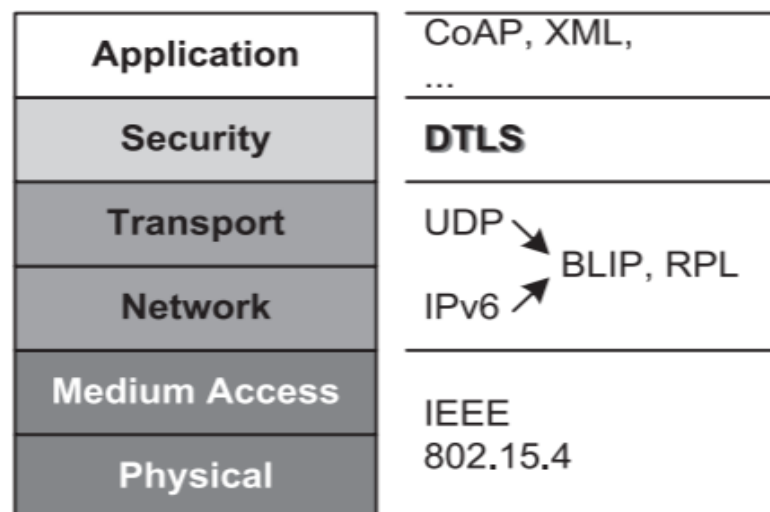 Application
CoAP, XML,
...
Security
DTLS
Transport
UDP
BLIP, RPL
Network
IPv6
Medium Access
IEEE
802.15.4
Physical